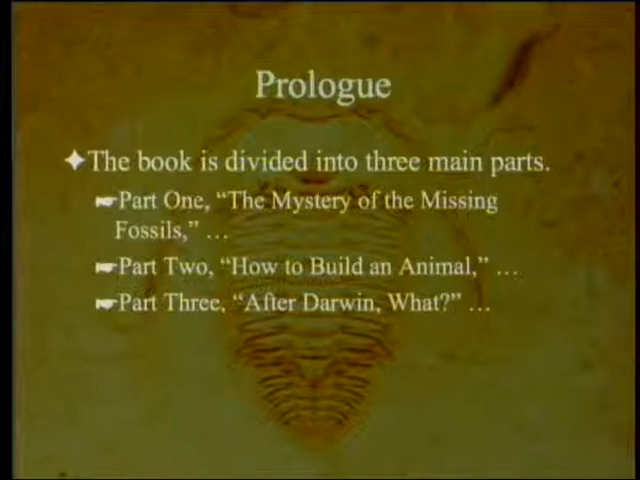 Prologue
The book is divided into three main parts.
Part One, “The Mystery of the Missing
Fossils,” …
Part Two, “How to Build an Animal,” …
Part Three, “After Darwin, What?” …